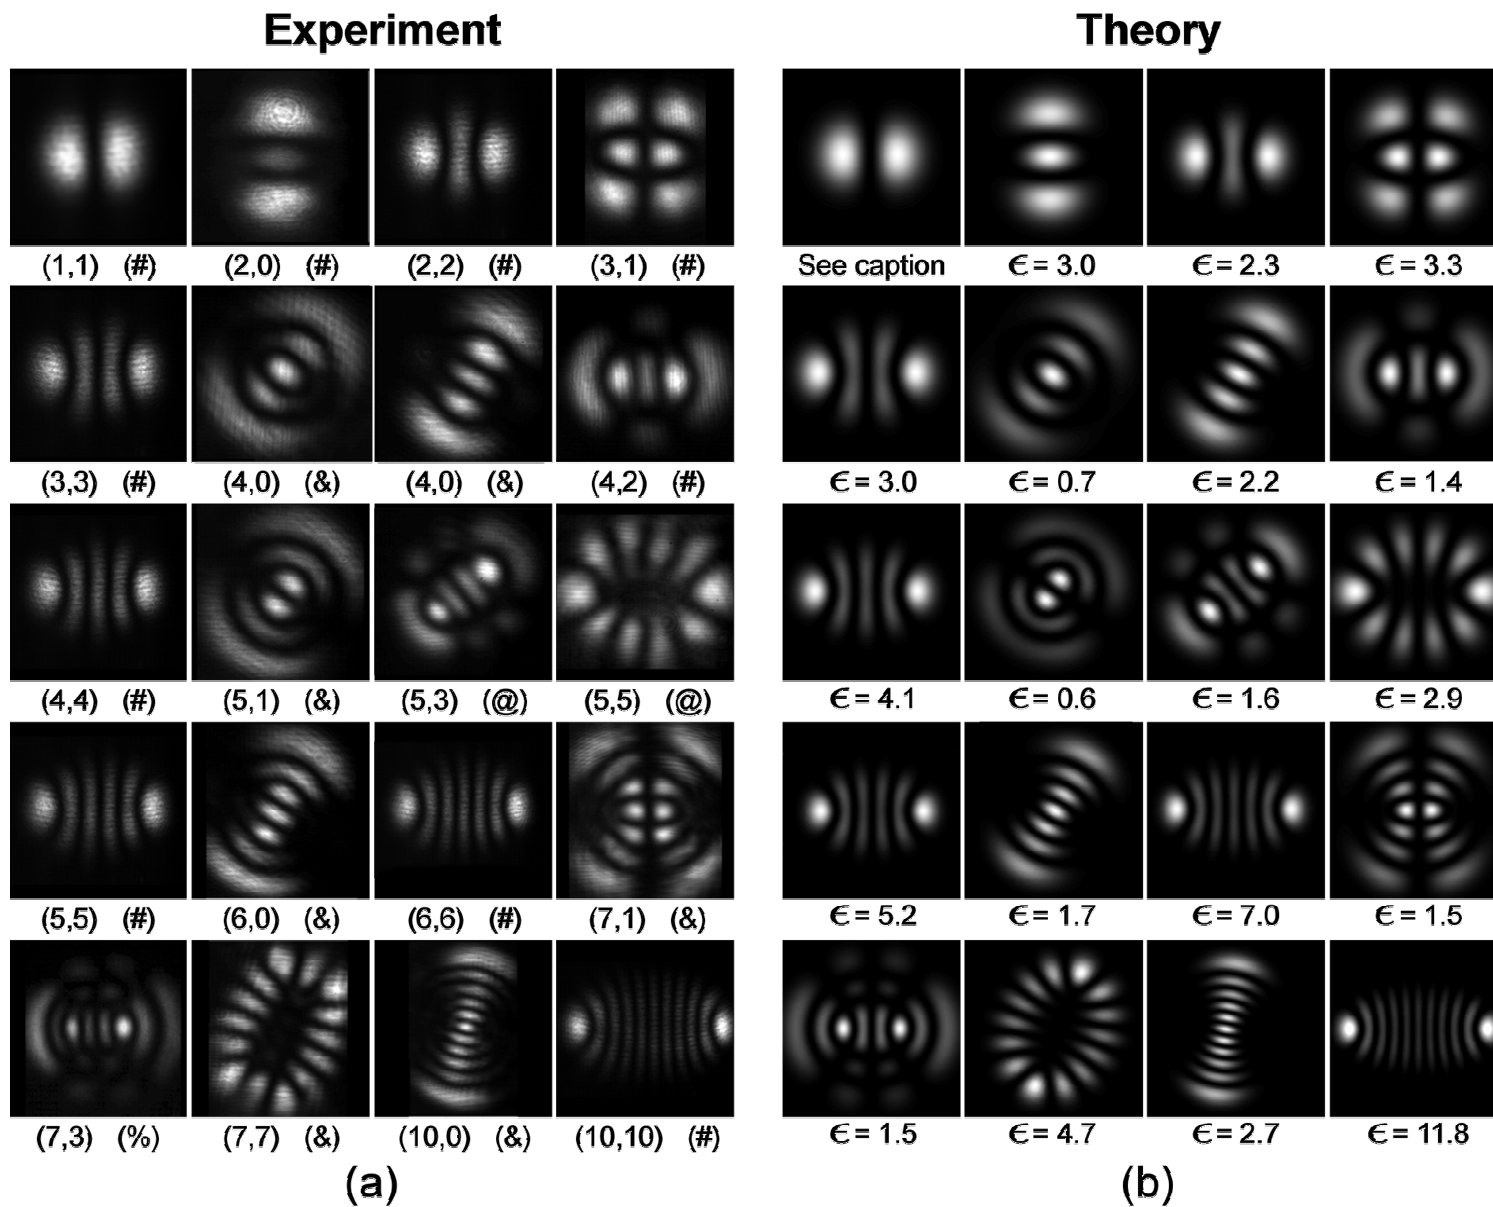 Experiment Theory
(1,1) (#) (2,0) (#) (2,2) (#) (3,1) (#) See caption ϵ = 3.0 ϵ = 2.3 ϵ = 3.3
(3,3) (#) (4,0) (&) (4,0) (&) (4,2) (#) ϵ = 3.0 ϵ = 0.7 ϵ = 2.2 ϵ = 1.4
(4,4) (#) (5,1) (&) (5,3) (@) (5,5) (@) ϵ = 4.1 ϵ = 0.6 ϵ = 1.6 ϵ = 2.9
(5,5) (#) (6,0) (&) (6,6) (#) (7,1) (&) ϵ = 5.2 ϵ = 1.7 ϵ = 7.0 ϵ = 1.5
(7,3) (%) (7,7) (&) (10,0) (&) (10,10) (#) ϵ = 1.5 ϵ = 4.7 ϵ = 2.7 ϵ = 11.8
(a) (b)